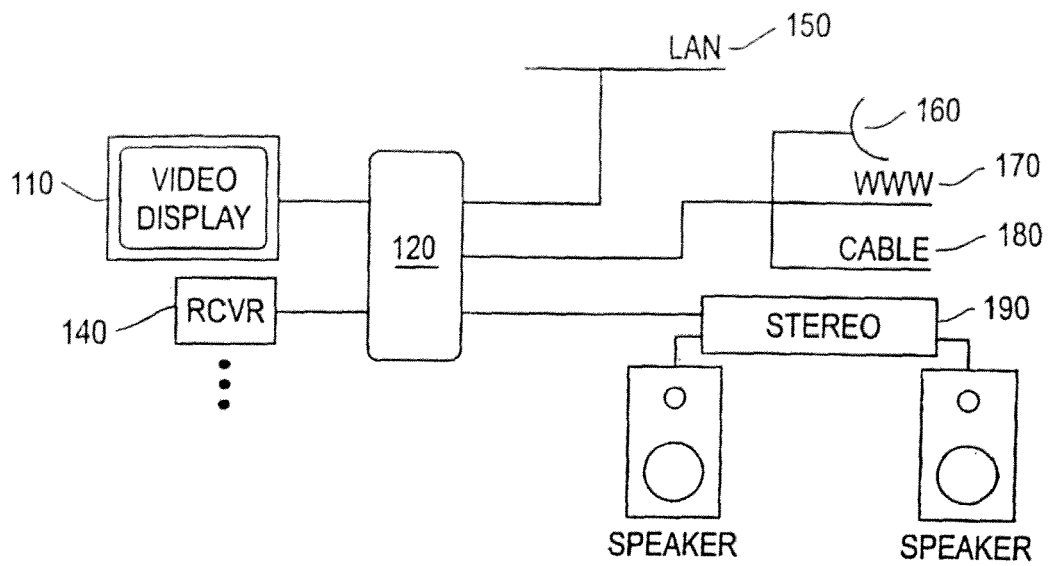 LAN 150
160
WWW 170
CABLE 180
110 VIDEO
DISPLAY
120
140 RCVR
STEREO 190
SPEAKER
SPEAKER